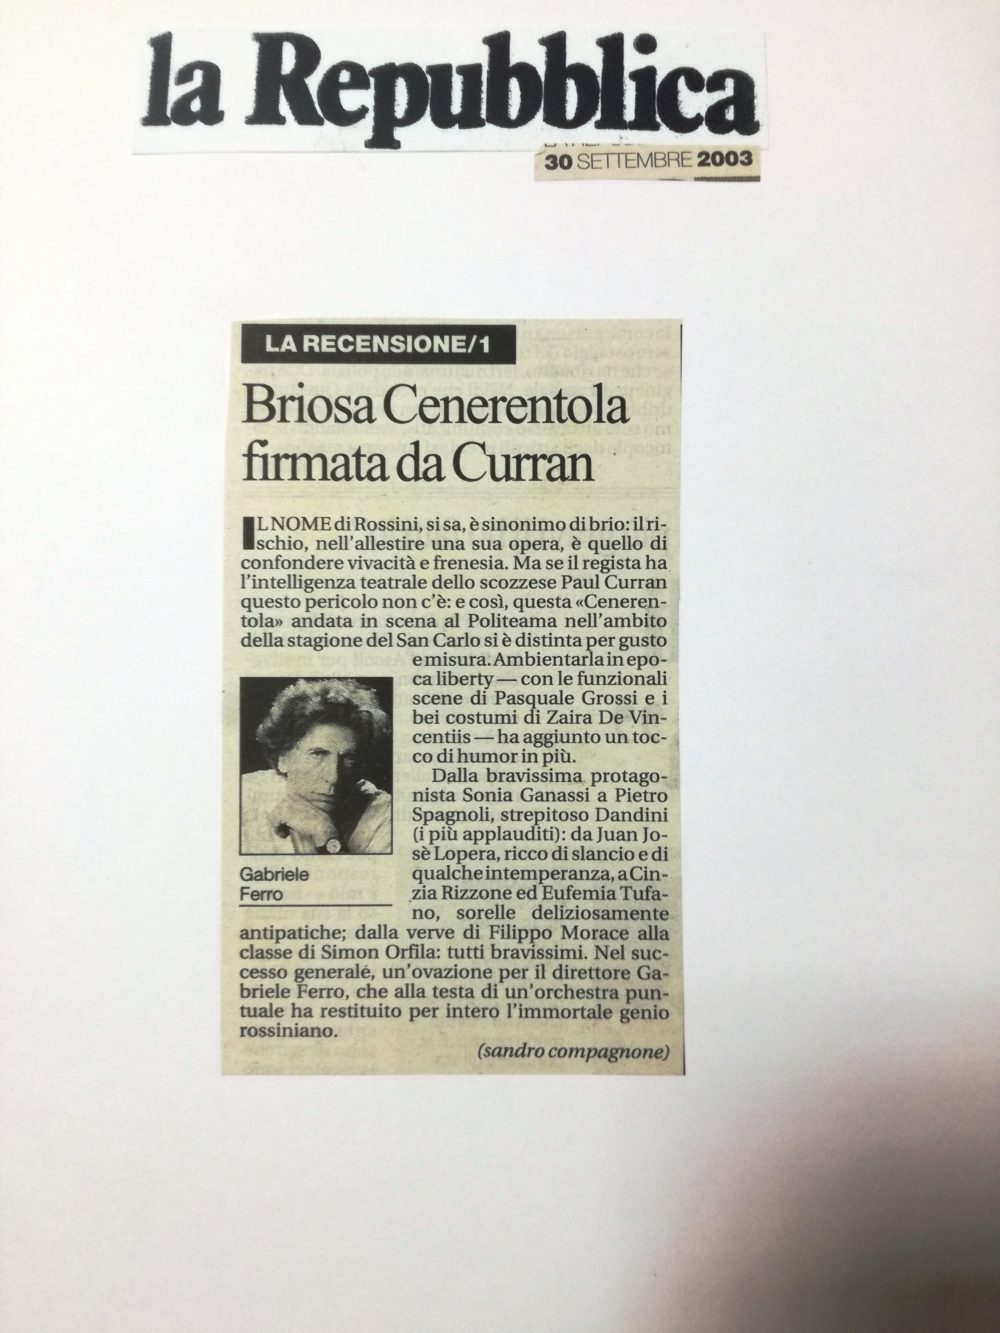 la Repubblica
30 SETTEMBRE 2003
LA RECENSIONE/1
Briosa Cenerentola
firmata da Curran
IL NOME di Rossini, si sa, è sinonimo di brio: il ri-
schio, nell'allestire una sua opera, è quello di
confondere vivacità e frenesia. Ma se il regista ha
l'intelligenza teatrale dello scozzese Paul Curran
questo pericolo non c'è: e così, questa «Ceneren-
tola» andata in scena al Politeama nell'ambito
della stagione del San Carlo si è distinta per gusto
e misura. Ambientarla in epo-
ca liberty — con le funzionali
scene di Pasquale Grossi e i
bei costumi di Zaira De Vin-
centiis — ha aggiunto un toc-
co di humor in più.
Dalla bravissima protago-
nista Sonia Ganassi a Pietro
Spagnoli, strepitoso Dandini
(i più applauditi): da Juan Jo-
sè Lopera, ricco di slancio e di
qualche intemperanza, a Cin-
zia Rizzone ed Eufemia Tufa-
no, sorelle deliziosamente
antipatiche; dalla verve di Filippo Morace alla
classe di Simon Orfila: tutti bravissimi. Nel suc-
cesso generale, un'ovazione per il direttore Ga-
briele Ferro, che alla testa di un'orchestra pun-
tuale ha restituito per intero l'immortale genio
rossiniano.
(sandro compagnone)
Gabriele
Ferro